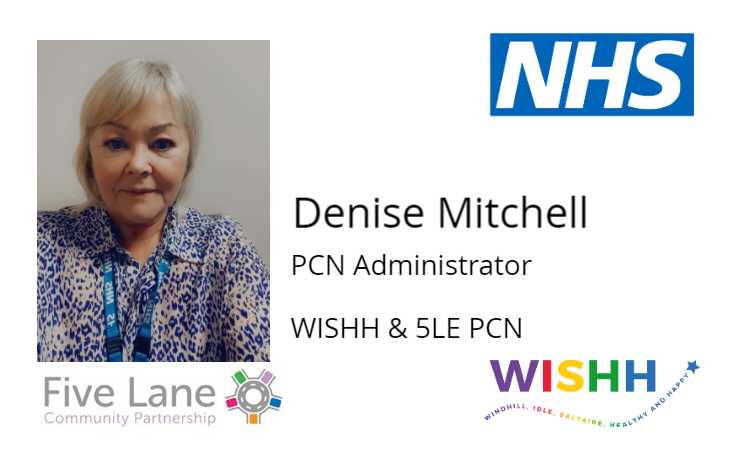 NHS
Denise Mitchell
PCN Administrator
WISHH & 5LE PCN
Five Lane
Community Partnership
WISHH
WINDHILL, IDLE, SALTAIRE, HEALTHY AND HAPPY
NHS